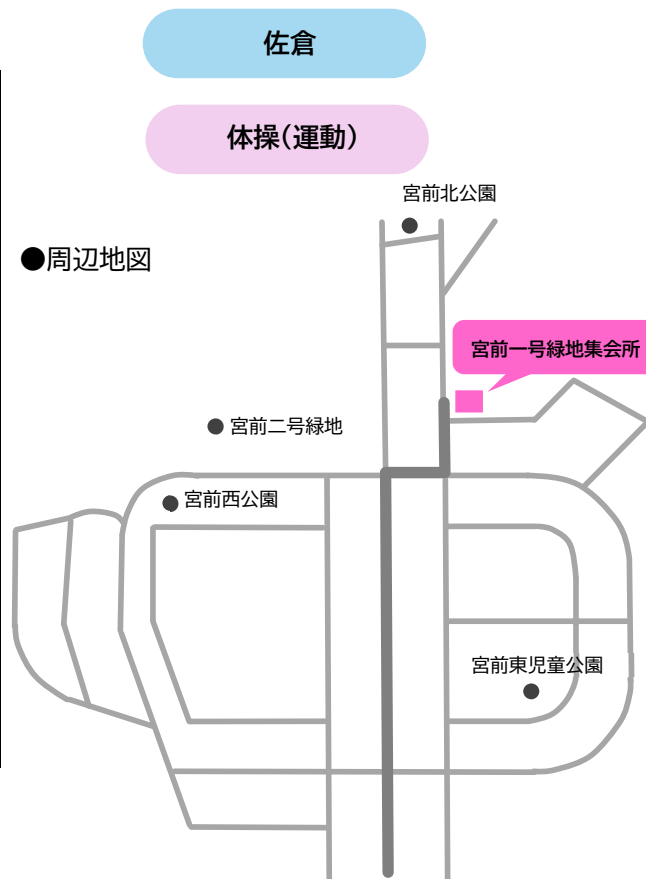 佐倉
体操(運動)
宮前北公園
●周辺地図
宮前一号緑地集会所
宮前二号緑地
宮前西公園
宮前東児童公園